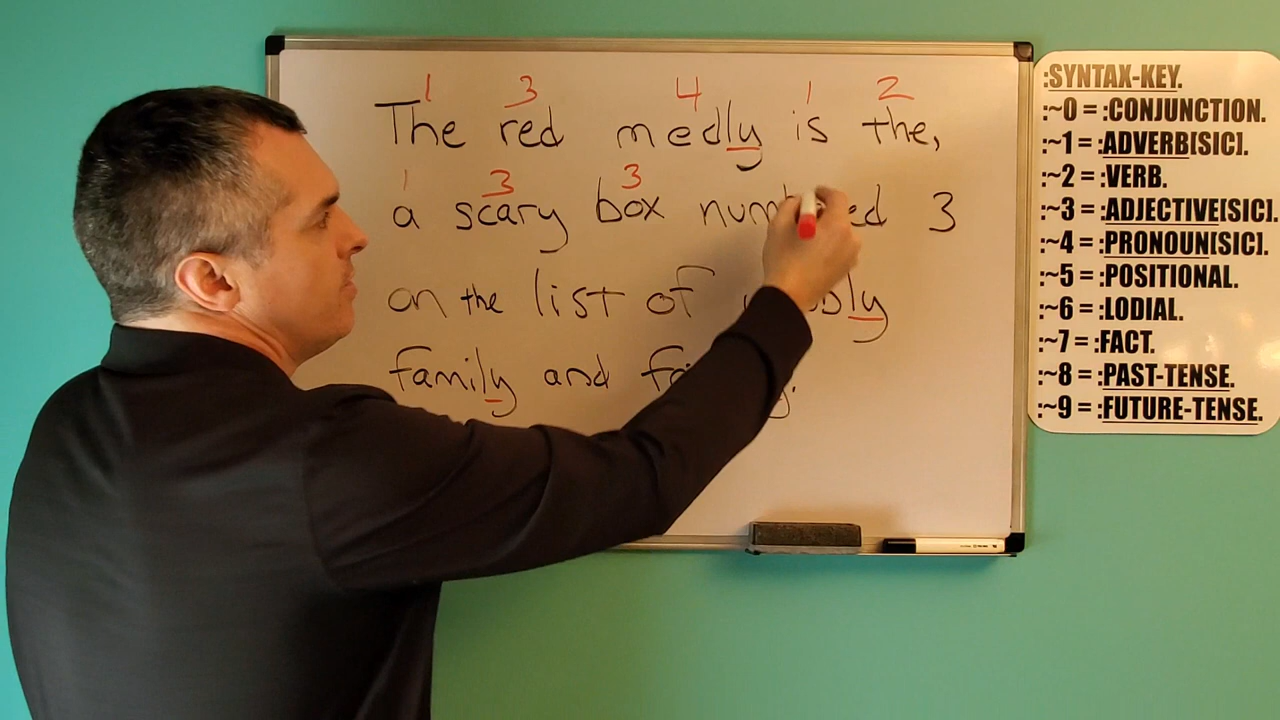 1 3 4 1 2
The red medly is the,
1 3 3
a scary box 3
on the list of
family and
:SYNTAX-KEY.
:~0 = :CONJUNCTION.
:~1 = :ADVERB[SIC].
:~2 = :VERB.
:~3 = :ADJECTIVE[SIC].
:~4 = :PRONOUN[SIC].
:~5 = :POSITIONAL.
:~6 = :LODIAL.
:~7 = :FACT.
:~8 = :PAST-TENSE.
:~9 = :FUTURE-TENSE.